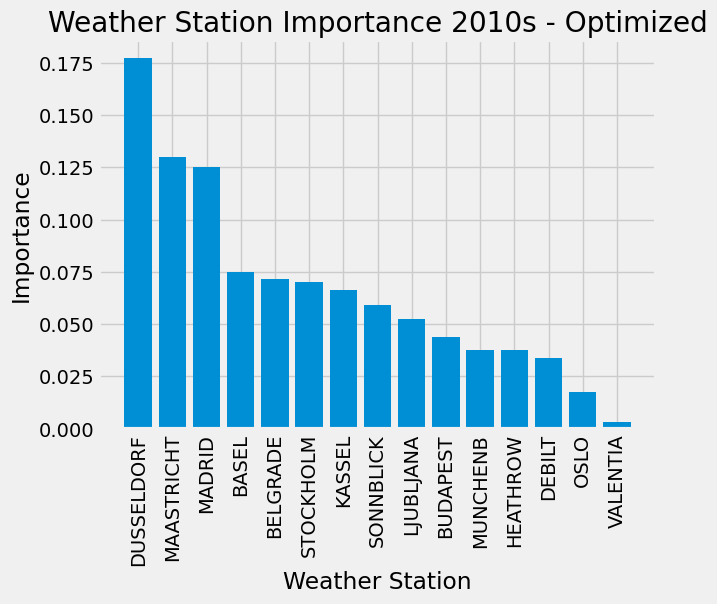 Weather Station Importance 2010s - Optimized
Importance
0.175
0.150
0.125
0.100
0.075
0.050
0.025
0.000
DUSSELDORF
MAASTRICHT
MADRID
BASEL
BELGRADE
STOCKHOLM
KASSEL
SONNBLICK
LJUBLJANA
BUDAPEST
MUNCHENB
HEATHROW
DEBILT
OSLO
VALENTIA
Weather Station